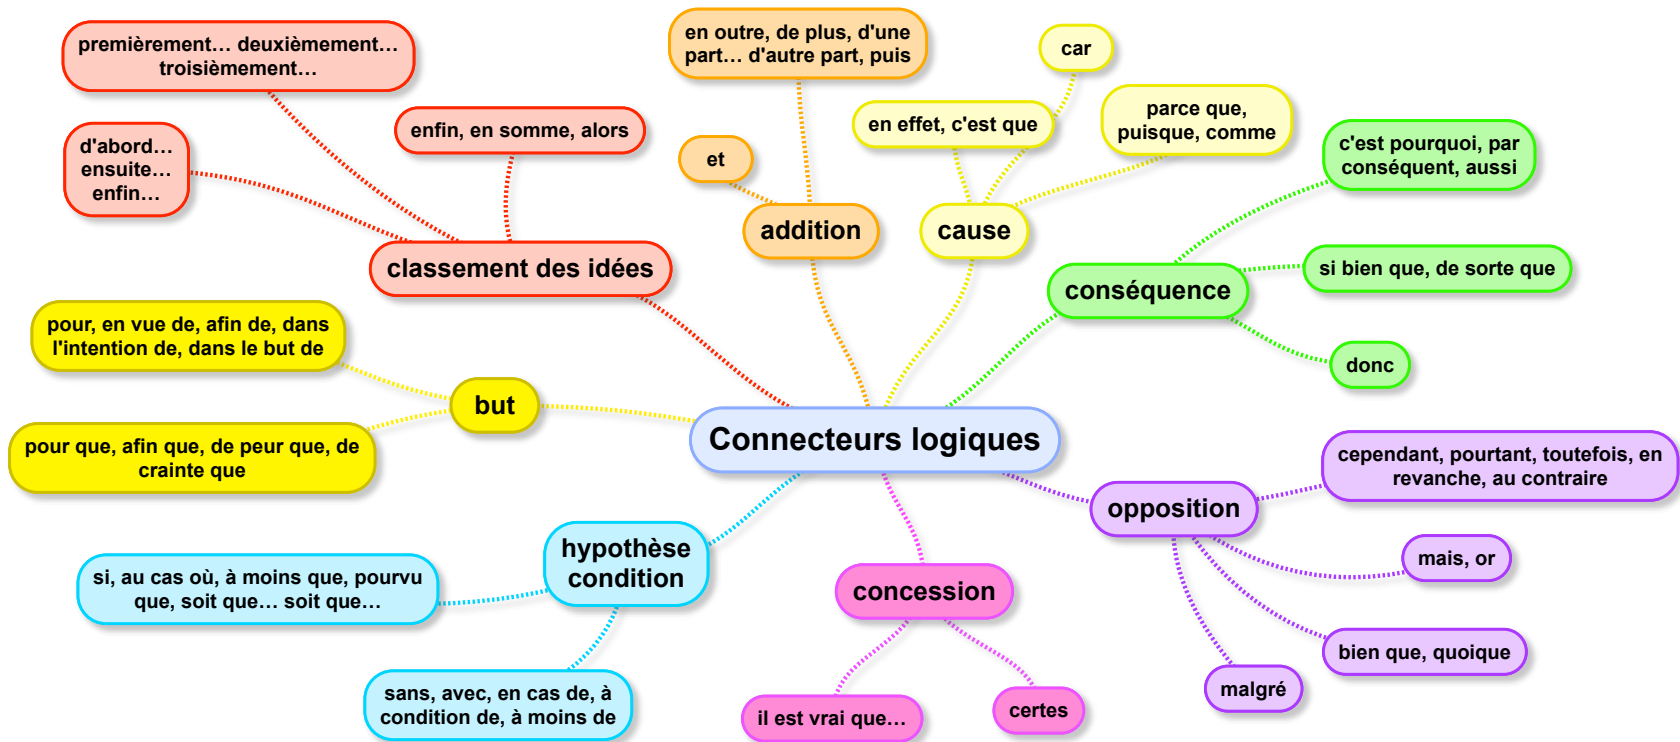 premièrement… deuxièmement…
troisièmement…
en outre, de plus, d'une
part… d'autre part, puis
car
enfin, en somme, alors
d'abord…
ensuite…
enfin…
et
en effet, c'est que
parce que,
puisque, comme
c'est pourquoi, par
conséquent, aussi
addition
cause
classement des idées
conséquence
si bien que, de sorte que
donc
pour, en vue de, afin de, dans
l'intention de, dans le but de
but
pour que, afin que, de peur que, de
crainte que
Connecteurs logiques
cependant, pourtant, toutefois, en
revanche, au contraire
opposition
mais, or
bien que, quoique
malgré
hypothèse
condition
si, au cas où, à moins que, pourvu
que, soit que… soit que…
sans, avec, en cas de, à
condition de, à moins de
concession
il est vrai que…
certes